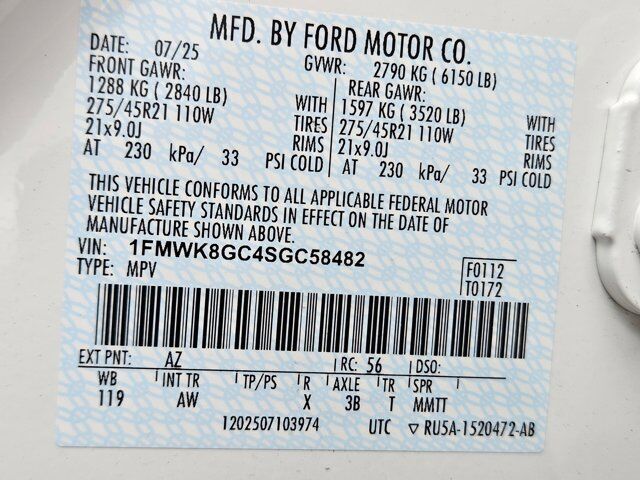 MFD. BY FORD MOTOR CO.
DATE: 07/25 GVWR: 2790 KG ( 6150 LB)
FRONT GAWR: REAR GAWR:
1288 KG ( 2840 LB) WITH 1597 KG ( 3520 LB) WITH
275/45R21 110W TIRES 275/45R21 110W TIRES
21x9.0J RIMS 21x9.0J RIMS
AT 230 kPa/ 33 PSI COLD AT 230 kPa/ 33 PSI COLD
THIS VEHICLE CONFORMS TO ALL APPLICABLE FEDERAL MOTOR
VEHICLE SAFETY STANDARDS IN EFFECT ON THE DATE OF
MANUFACTURE SHOWN ABOVE.
VIN: 1FMWK8GC4SGC58482
TYPE: MPV F0112
T0172
EXT PNT: AZ RC: 56 DSO:
WB INT TR TP/PS R AXLE TR SPR
119 AW X 3B T MMTT
1202507103974 UTC ▽ RU5A-1520472-AB